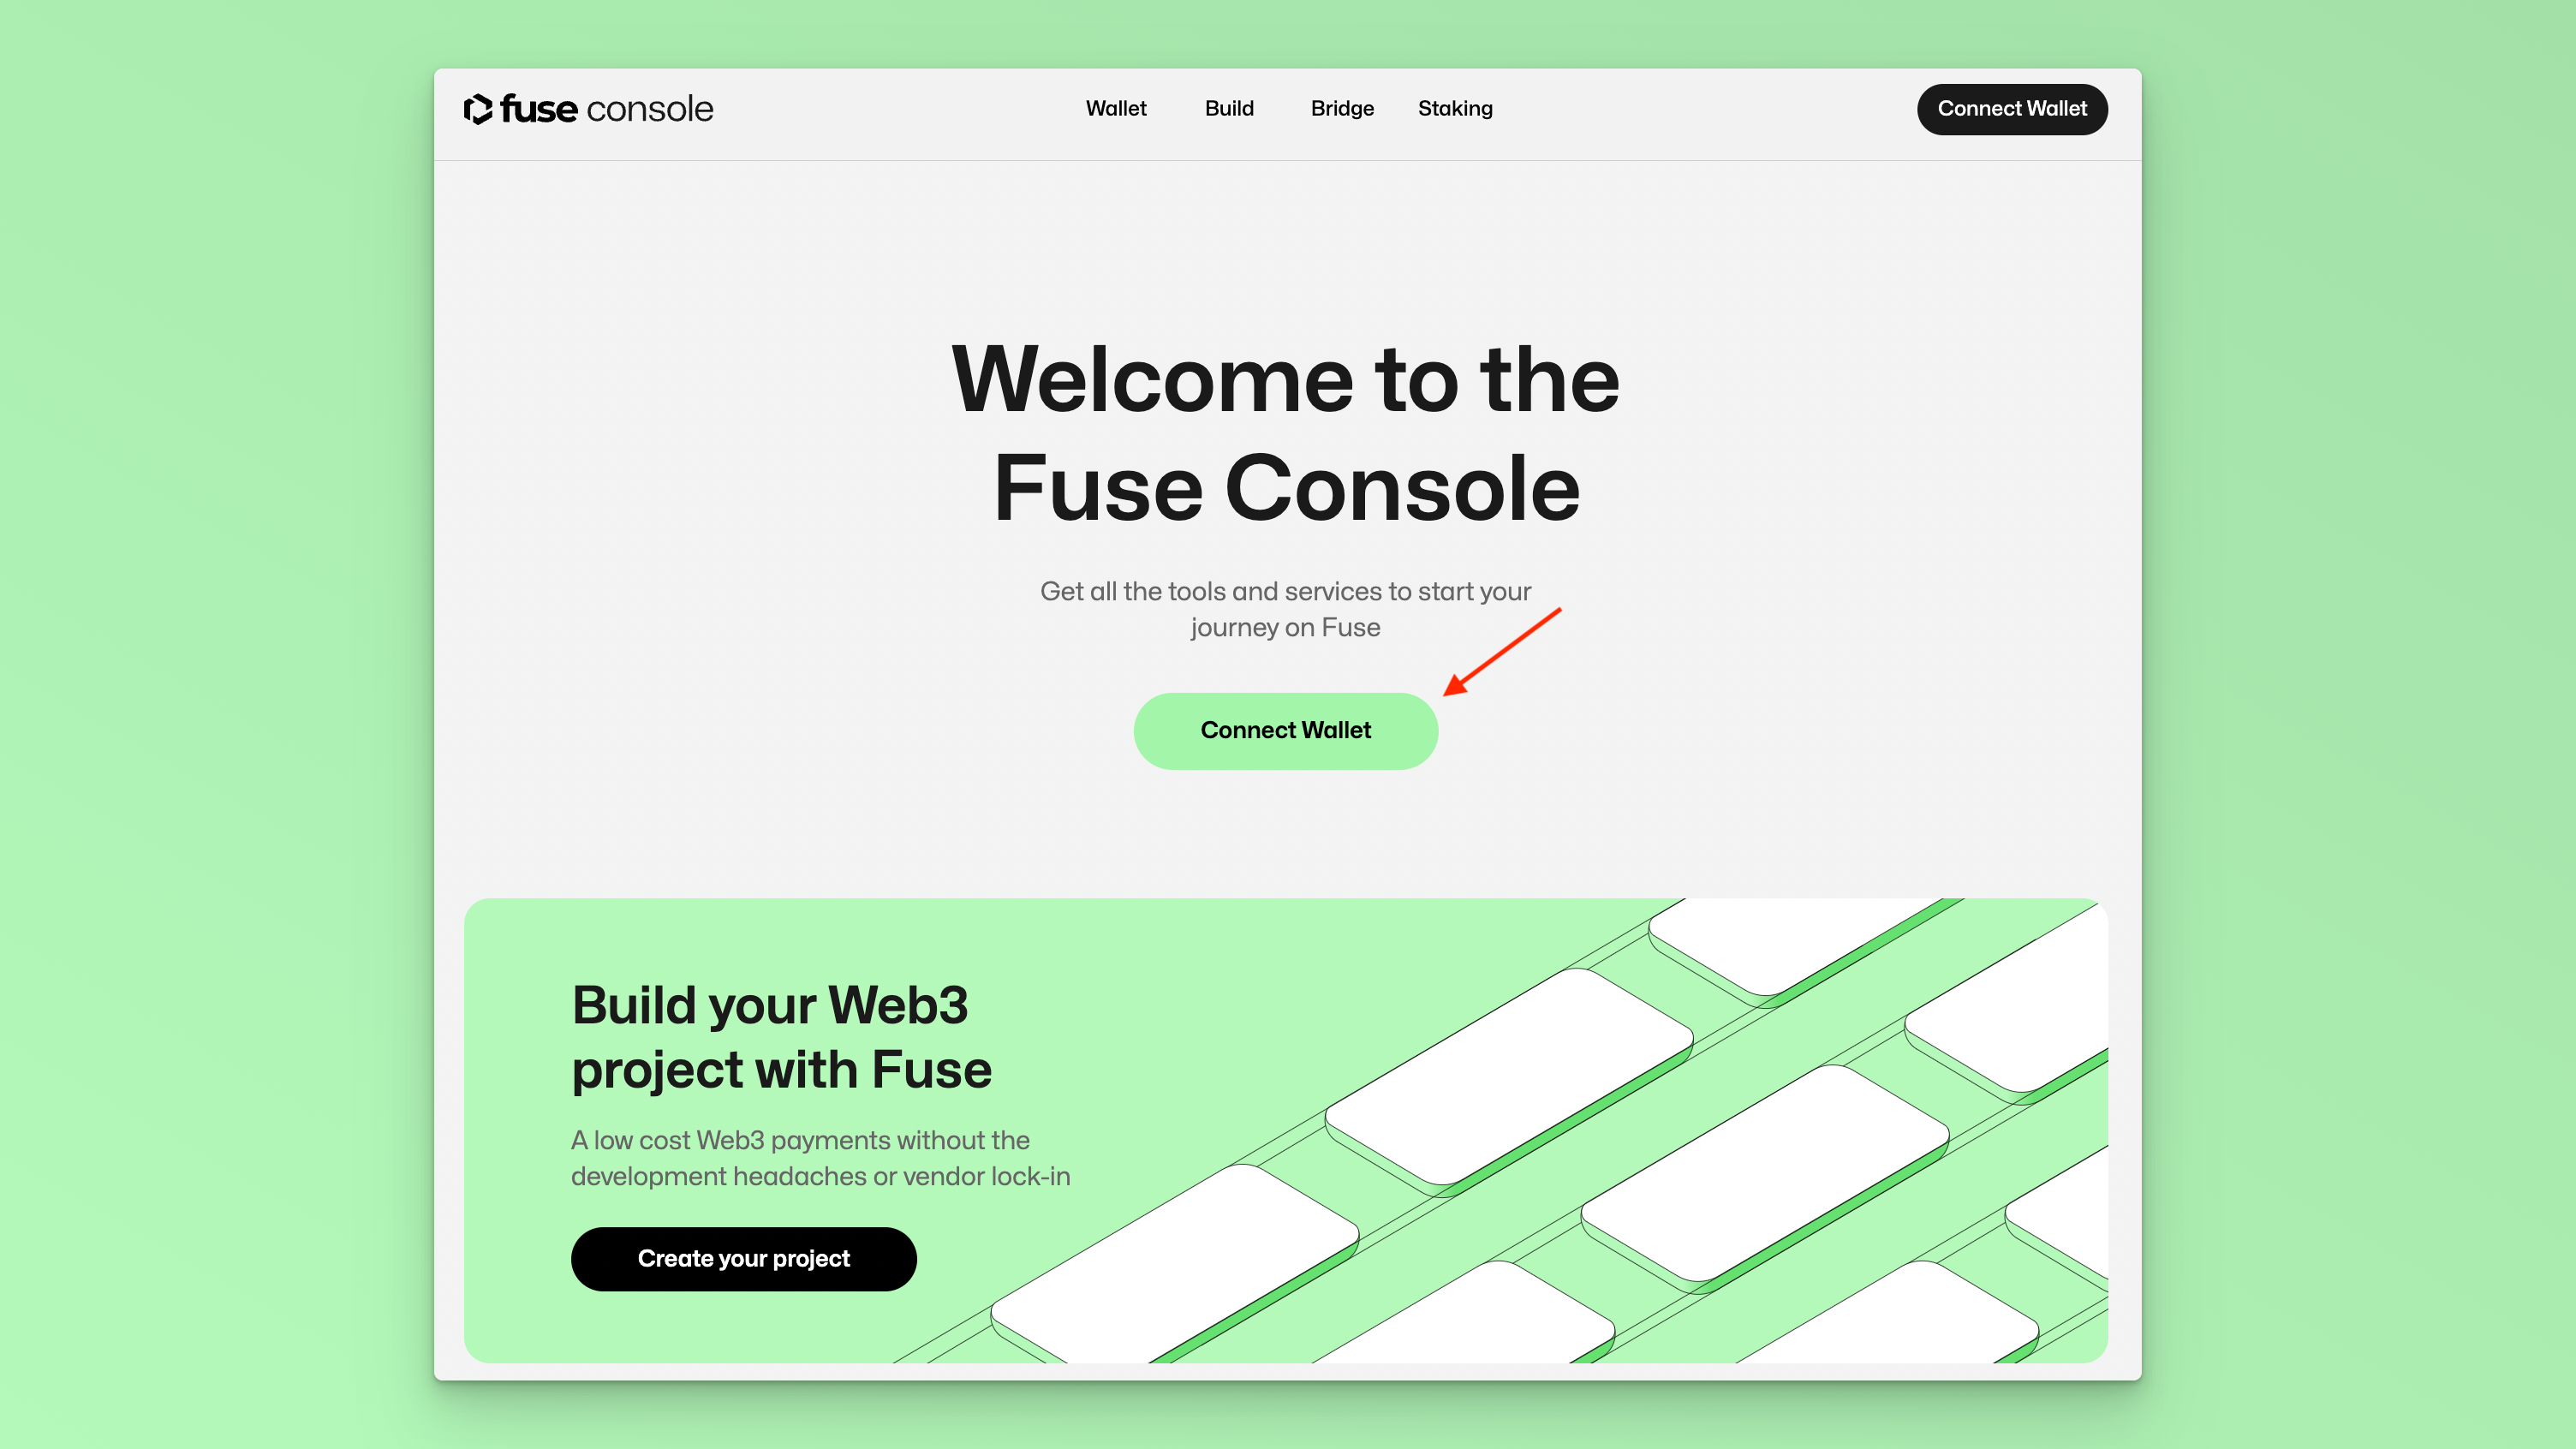 fuse console
Wallet
Build
Bridge
Staking
Connect Wallet
Welcome to the
Fuse Console
Get all the tools and services to start your
journey on Fuse
Connect Wallet
Build your Web3
project with Fuse
A low cost Web3 payments without the
development headaches or vendor lock-in
Create your project